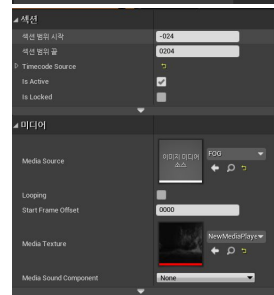 섹션
섹션 범위 시작 -024
섹션 범위 끝 0204
Timecode Source
Is Active
Is Locked
미디어
Media Source 이미지 미디어 소스 FOG
Looping
Start Frame Offset 0000
Media Texture NewMediaPlaye
Media Sound Component None